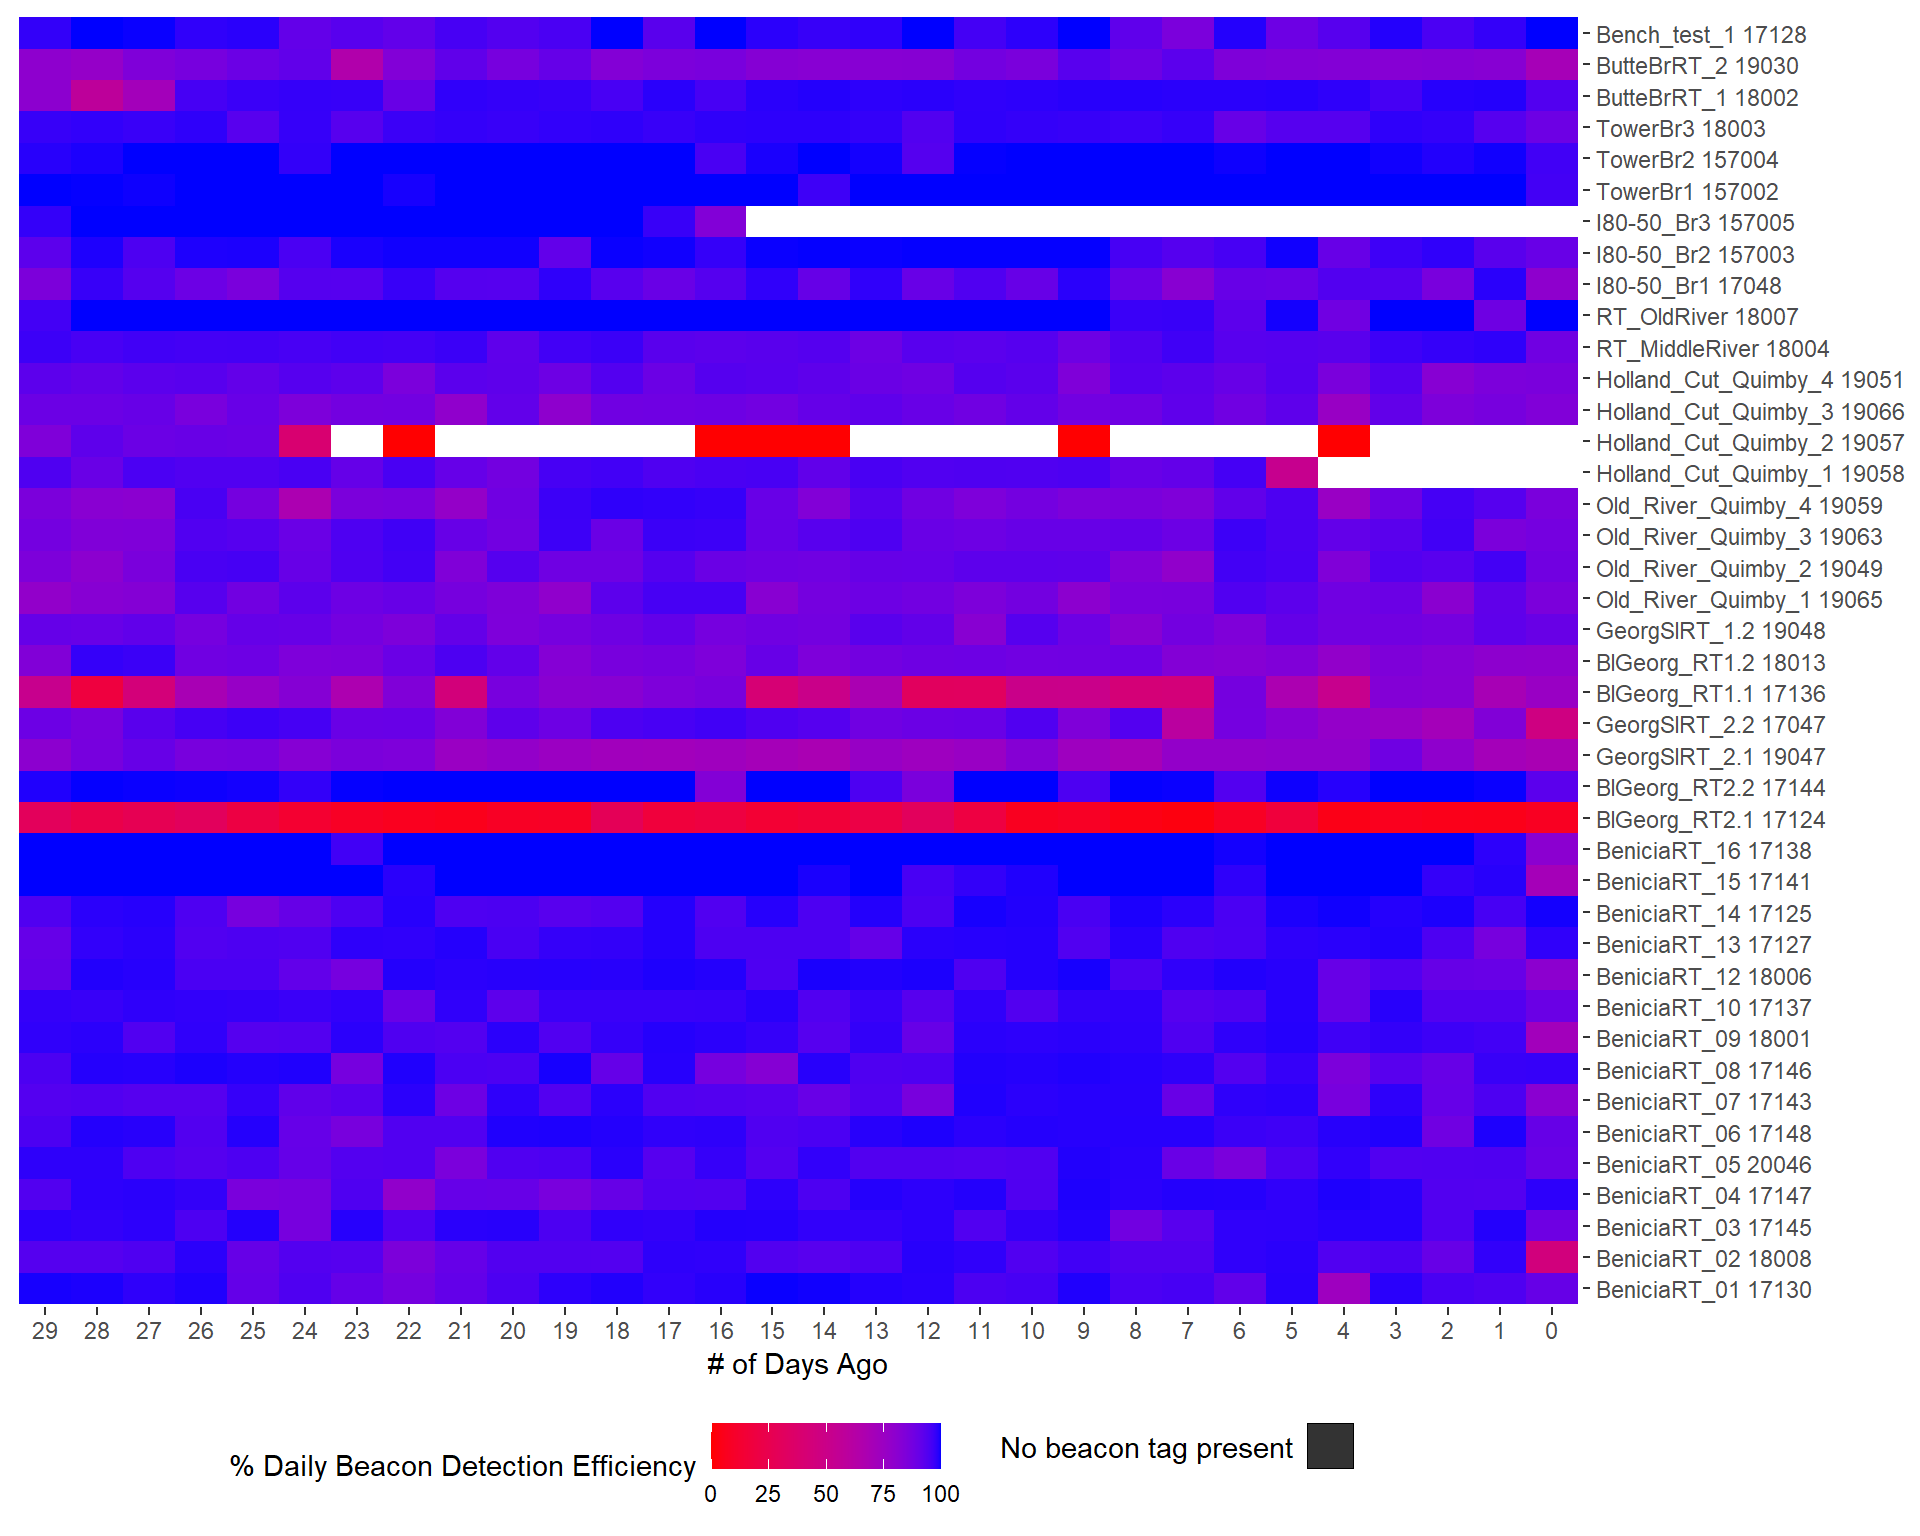 Bench_test_1 17128
ButteBrRT_2 19030
ButteBrRT_1 18002
TowerBr3 18003
TowerBr2 157004
TowerBr1 157002
I80-50_Br3 157005
I80-50_Br2 157003
I80-50_Br1 17048
RT_OldRiver 18007
RT_MiddleRiver 18004
Holland_Cut_Quimby_4 19051
Holland_Cut_Quimby_3 19066
Holland_Cut_Quimby_2 19057
Holland_Cut_Quimby_1 19058
Old_River_Quimby_4 19059
Old_River_Quimby_3 19063
Old_River_Quimby_2 19049
Old_River_Quimby_1 19065
GeorgSlRT_1.2 19048
BlGeorg_RT1.2 18013
BlGeorg_RT1.1 17136
GeorgSlRT_2.2 17047
GeorgSlRT_2.1 19047
BlGeorg_RT2.2 17144
BlGeorg_RT2.1 17124
BeniciaRT_16 17138
BeniciaRT_15 17141
BeniciaRT_14 17125
BeniciaRT_13 17127
BeniciaRT_12 18006
BeniciaRT_10 17137
BeniciaRT_09 18001
BeniciaRT_08 17146
BeniciaRT_07 17143
BeniciaRT_06 17148
BeniciaRT_05 20046
BeniciaRT_04 17147
BeniciaRT_03 17145
BeniciaRT_02 18008
BeniciaRT_01 17130
29 28 27 26 25 24 23 22 21 20 19 18 17 16 15 14 13 12 11 10 9 8 7 6 5 4 3 2 1 0
# of Days Ago
% Daily Beacon Detection Efficiency
0 25 50 75 100
No beacon tag present